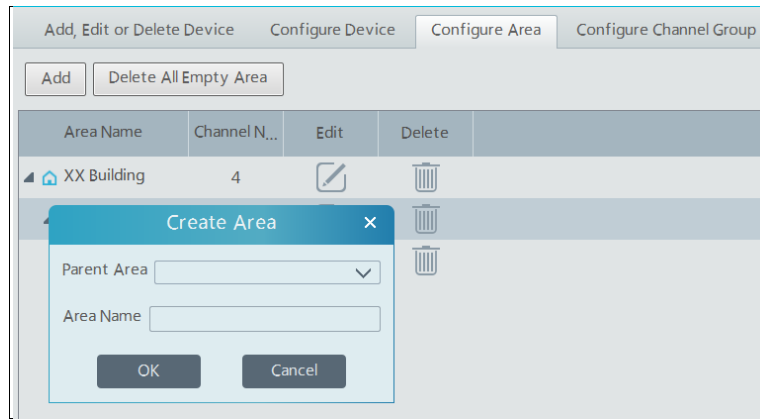 Add, Edit or Delete Device Configure Device Configure Area Configure Channel Group
Add Delete All Empty Area
Area Name Channel N... Edit Delete
XX Building 4
Create Area
Parent Area
Area Name
OK Cancel